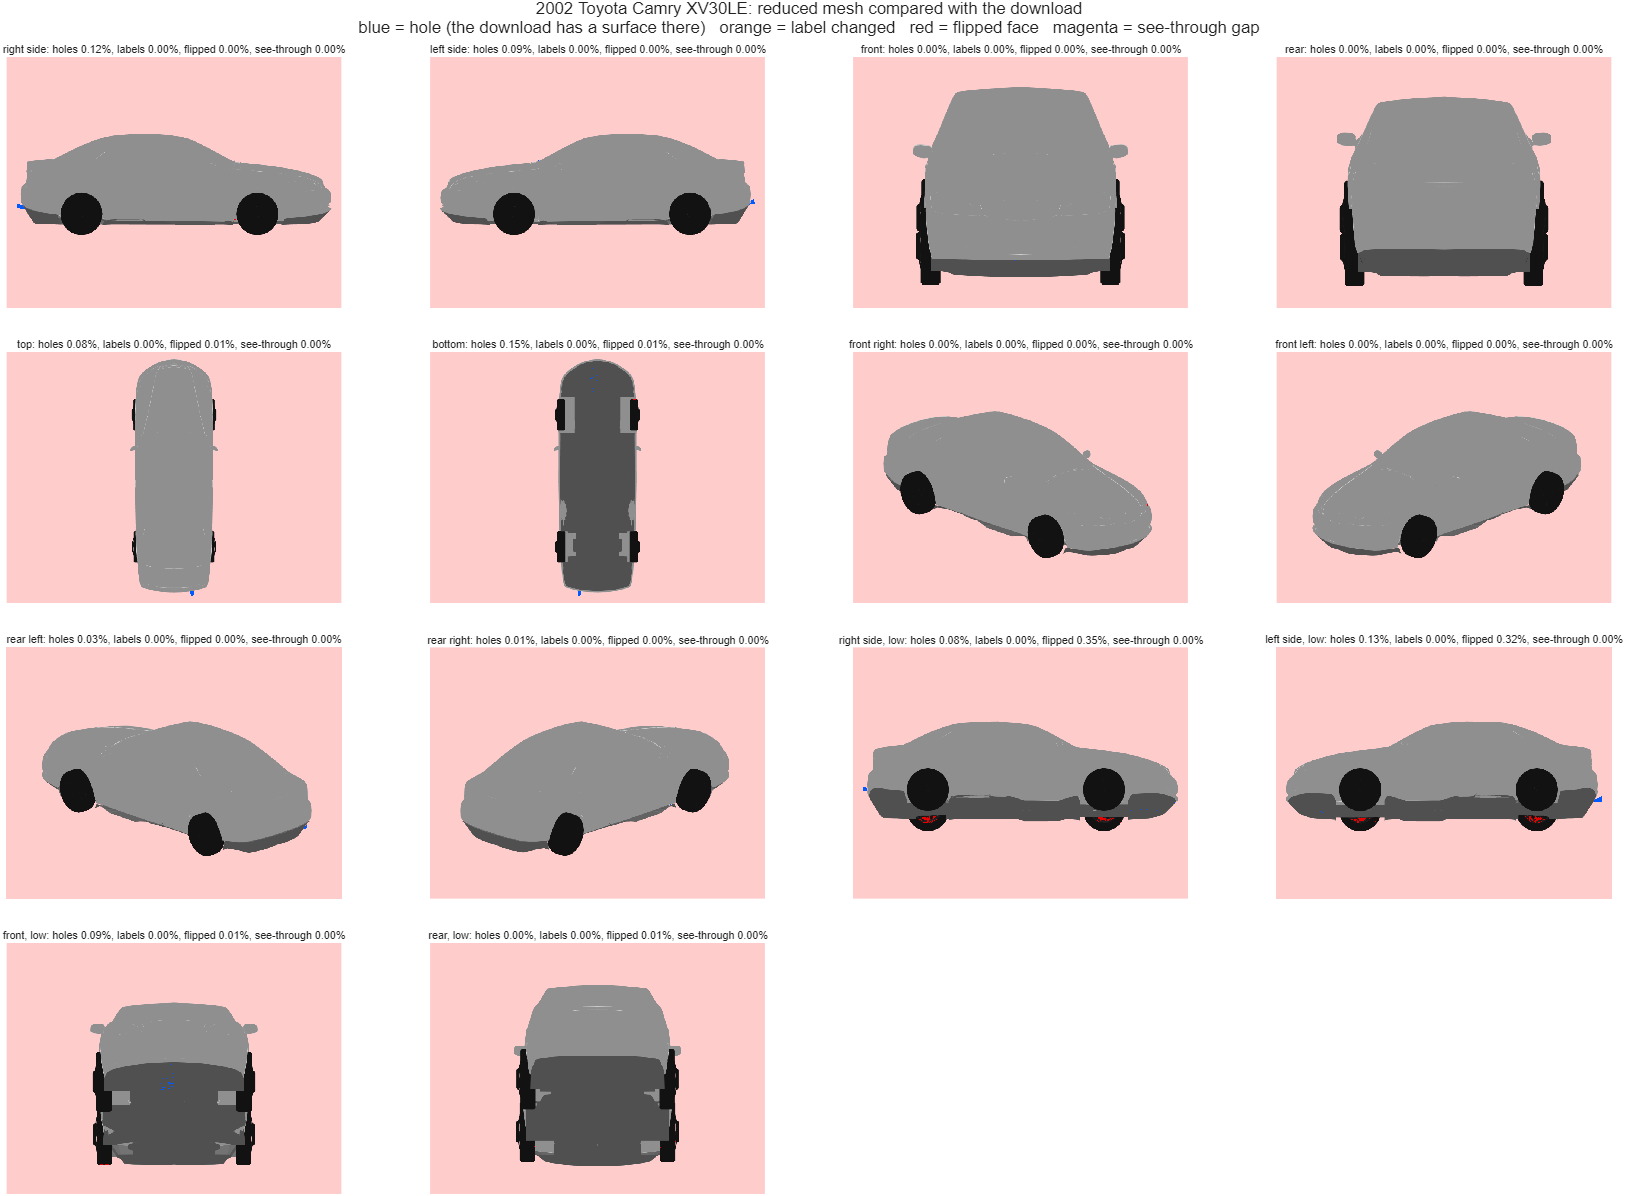 2002 Toyota Camry XV30LE: reduced mesh compared with the download
blue = hole (the download has a surface there)   orange = label changed   red = flipped face   magenta = see-through gap
right side: holes 0.12%, labels 0.00%, flipped 0.00%, see-through 0.00%
left side: holes 0.09%, labels 0.00%, flipped 0.00%, see-through 0.00%
front: holes 0.00%, labels 0.00%, flipped 0.00%, see-through 0.00%
rear: holes 0.00%, labels 0.00%, flipped 0.00%, see-through 0.00%
top: holes 0.08%, labels 0.00%, flipped 0.01%, see-through 0.00%
bottom: holes 0.15%, labels 0.00%, flipped 0.01%, see-through 0.00%
front right: holes 0.00%, labels 0.00%, flipped 0.00%, see-through 0.00%
front left: holes 0.00%, labels 0.00%, flipped 0.00%, see-through 0.00%
rear left: holes 0.03%, labels 0.00%, flipped 0.00%, see-through 0.00%
rear right: holes 0.01%, labels 0.00%, flipped 0.00%, see-through 0.00%
right side, low: holes 0.08%, labels 0.00%, flipped 0.35%, see-through 0.00%
left side, low: holes 0.13%, labels 0.00%, flipped 0.32%, see-through 0.00%
front, low: holes 0.09%, labels 0.00%, flipped 0.01%, see-through 0.00%
rear, low: holes 0.00%, labels 0.00%, flipped 0.01%, see-through 0.00%